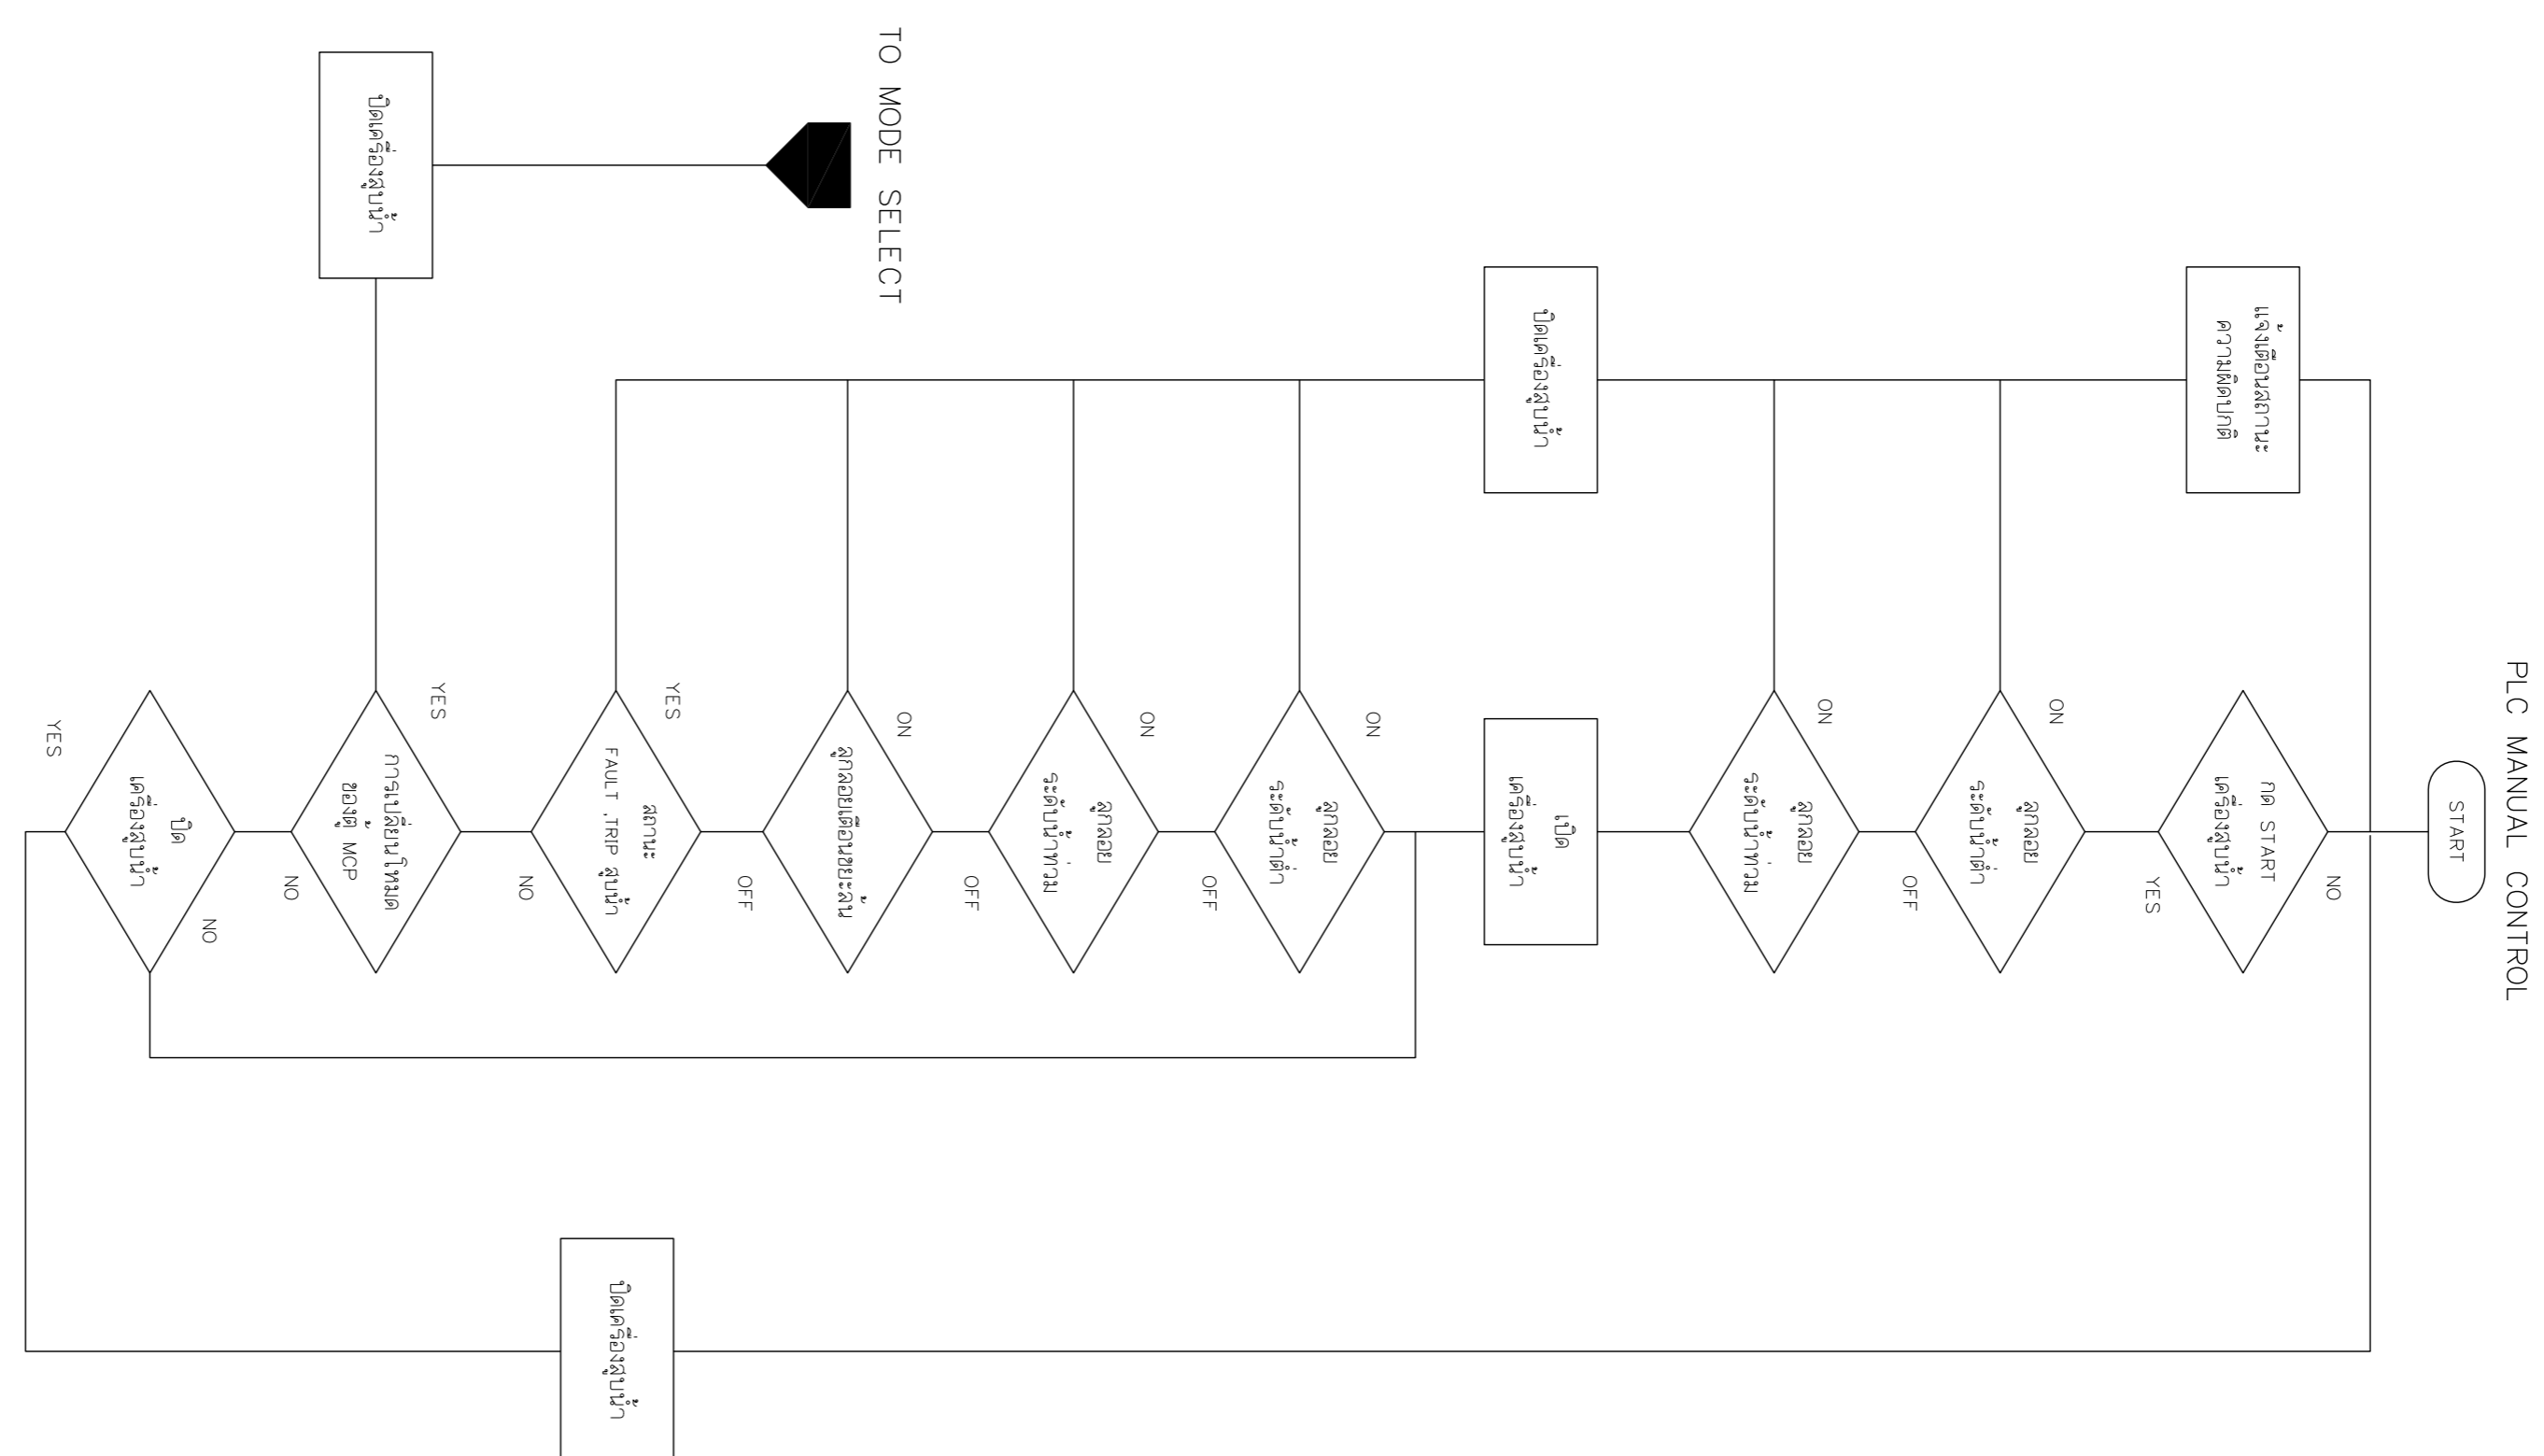 PLC MANUAL CONTROL
START
กด START
เครื่องสูบน้ำ
NO
YES
แจ้งเตือนสถานะ
ความผิดปกติ
ลูกลอย
ระดับน้ำต่ำ
ON
OFF
ลูกลอย
ระดับน้ำท่วม
ON
เปิด
เครื่องสูบน้ำ
ปิดเครื่องสูบน้ำ
ลูกลอย
ระดับน้ำต่ำ
ON
OFF
ลูกลอย
ระดับน้ำท่วม
ON
OFF
ลูกลอยเตือนขยะล้น
ON
OFF
สถานะ
FAULT ,TRIP สูบน้ำ
YES
NO
การเปลี่ยนโหมด
ของตู้ MCP
YES
NO
ปิดเครื่องสูบน้ำ
TO MODE SELECT
ปิด
เครื่องสูบน้ำ
NO
YES
ปิดเครื่องสูบน้ำ